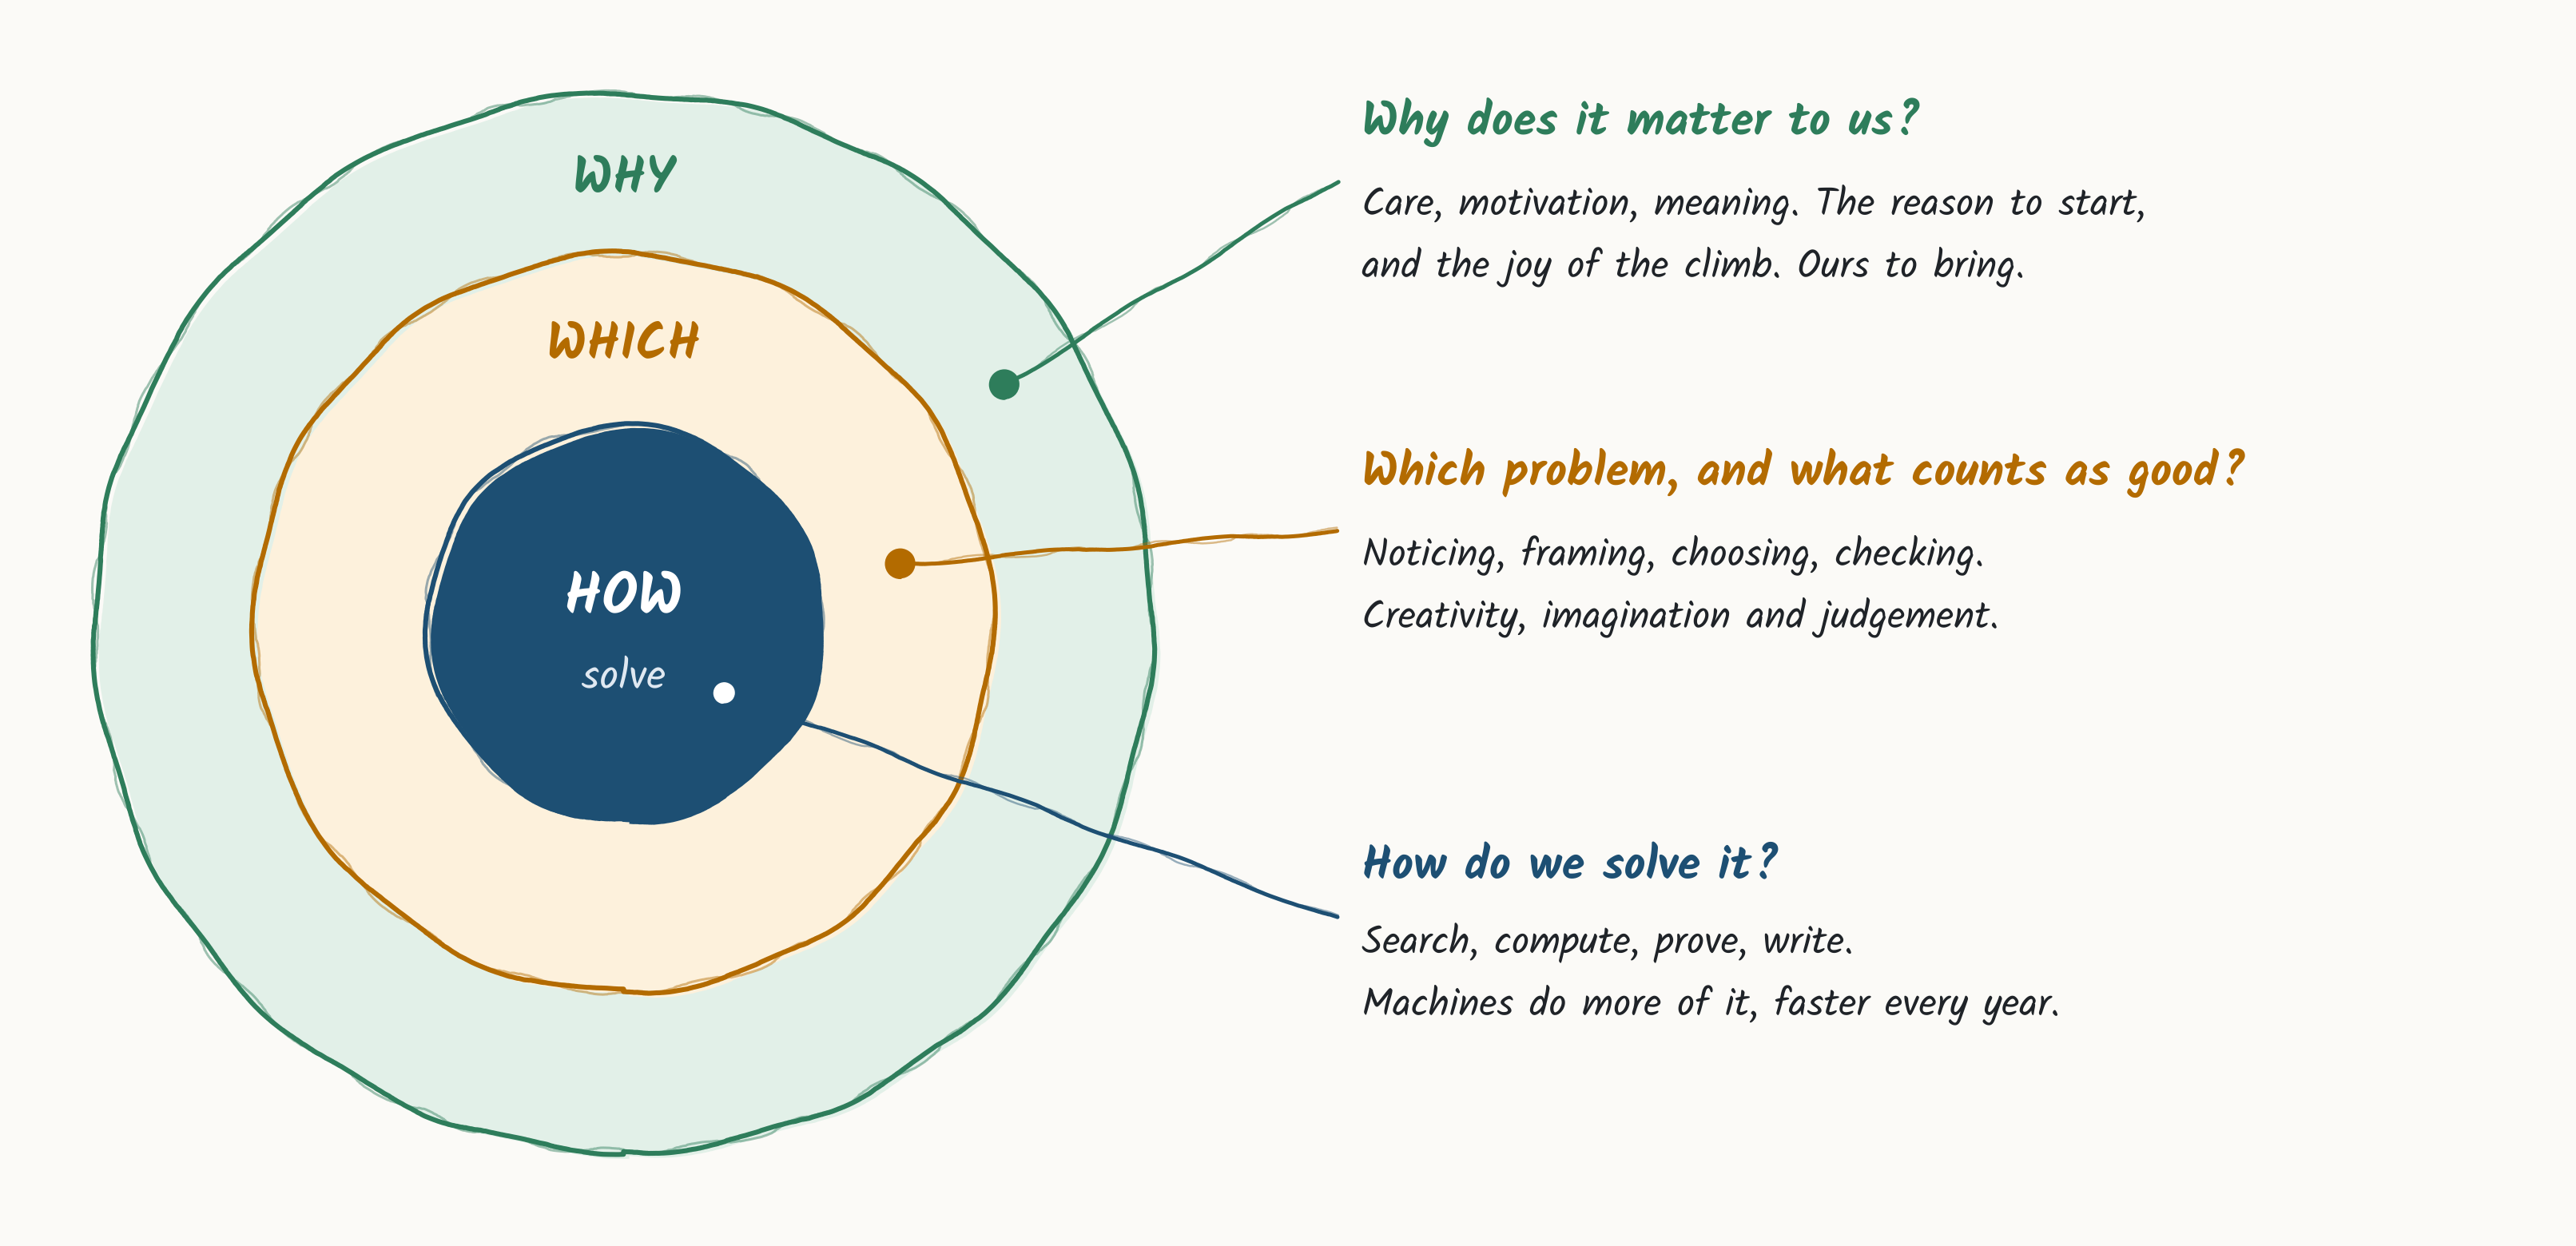 WHY
WHICH
HOW
solve
Why does it matter to us?
Care, motivation, meaning. The reason to start,
and the joy of the climb. Ours to bring.
Which problem, and what counts as good?
Noticing, framing, choosing, checking.
Creativity, imagination and judgement.
How do we solve it?
Search, compute, prove, write.
Machines do more of it, faster every year.